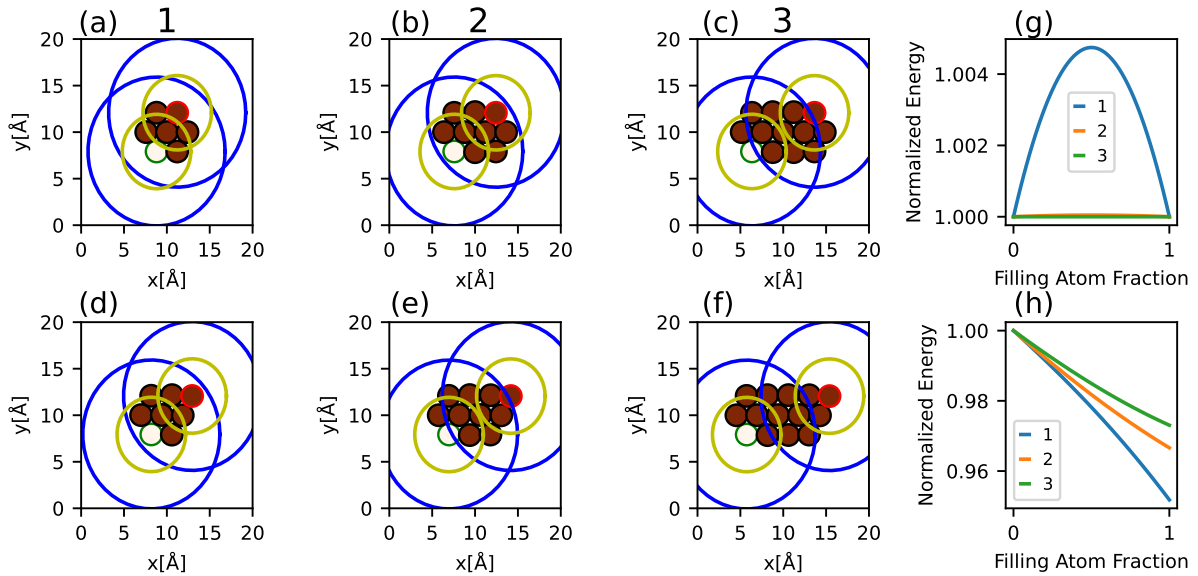 (a) 1
(b) 2
(c) 3
(g)
y[Å]
20
15
10
5
0
0 5 10 15 20
x[Å]
y[Å]
20
15
10
5
0
0 5 10 15 20
x[Å]
y[Å]
20
15
10
5
0
0 5 10 15 20
x[Å]
Normalized Energy
1.004
1.002
1.000
1
2
3
0 1
Filling Atom Fraction
(d)
(e)
(f)
(h)
y[Å]
20
15
10
5
0
0 5 10 15 20
x[Å]
y[Å]
20
15
10
5
0
0 5 10 15 20
x[Å]
y[Å]
20
15
10
5
0
0 5 10 15 20
x[Å]
Normalized Energy
1.00
0.98
0.96
1
2
3
0 1
Filling Atom Fraction